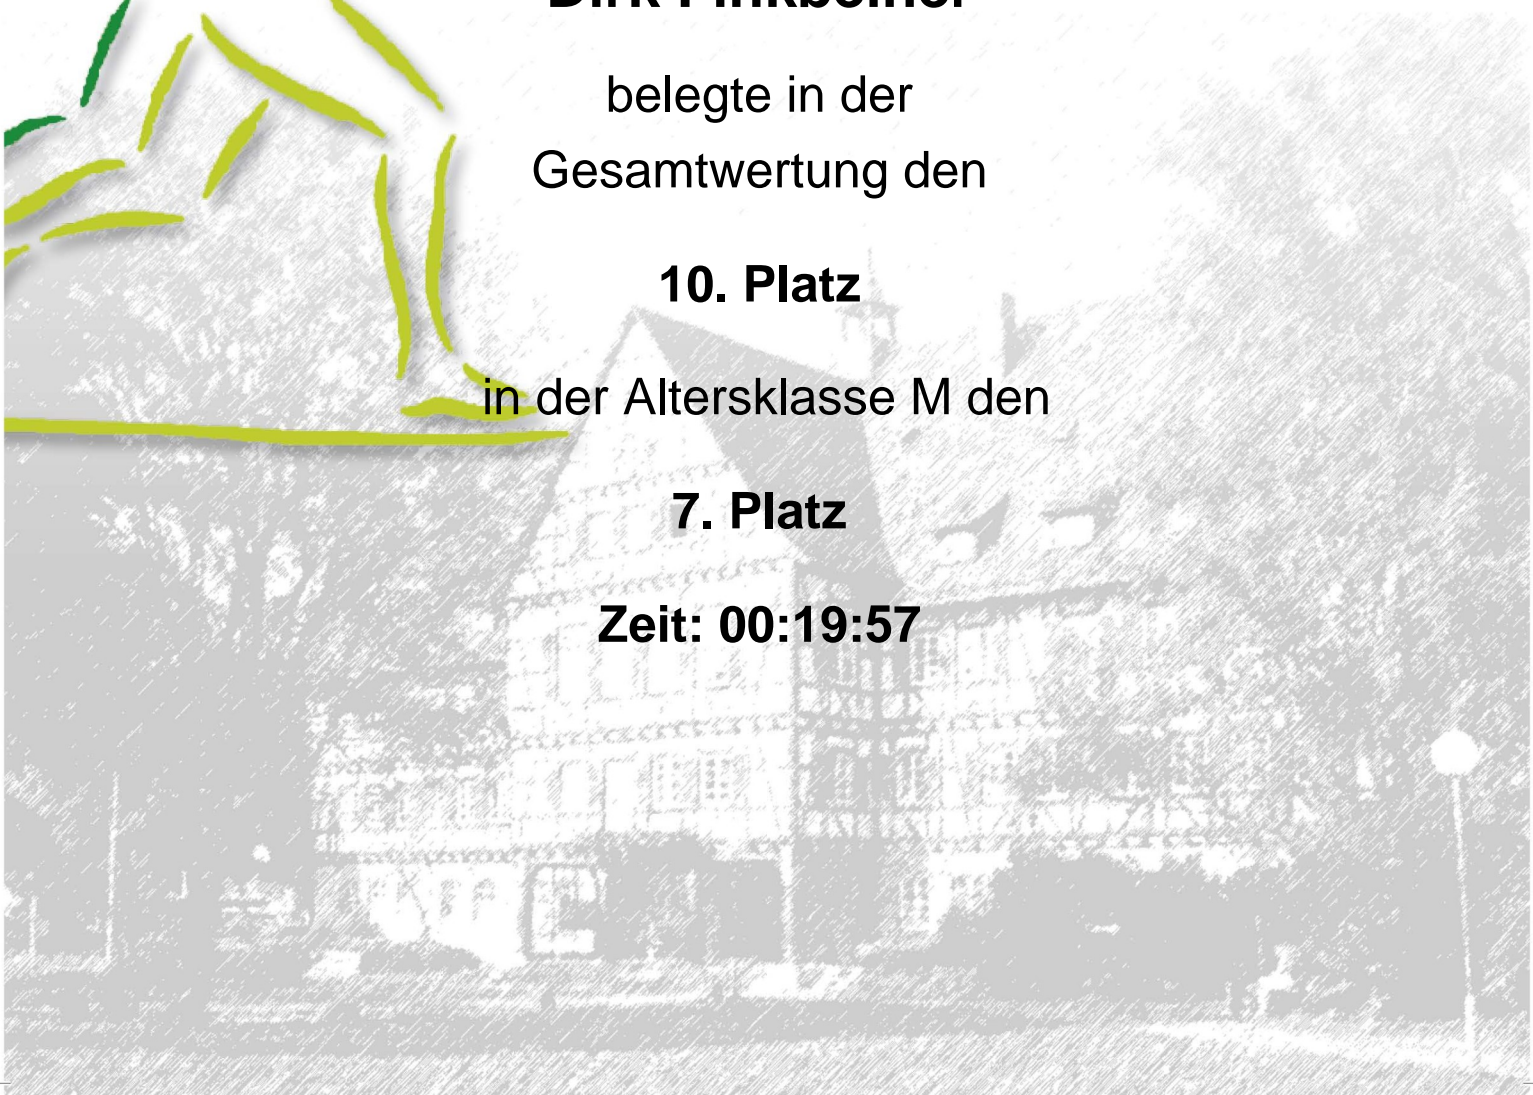 belegte in der
Gesamtwertung den
10. Platz
in der Altersklasse M den
7. Platz
Zeit: 00:19:57